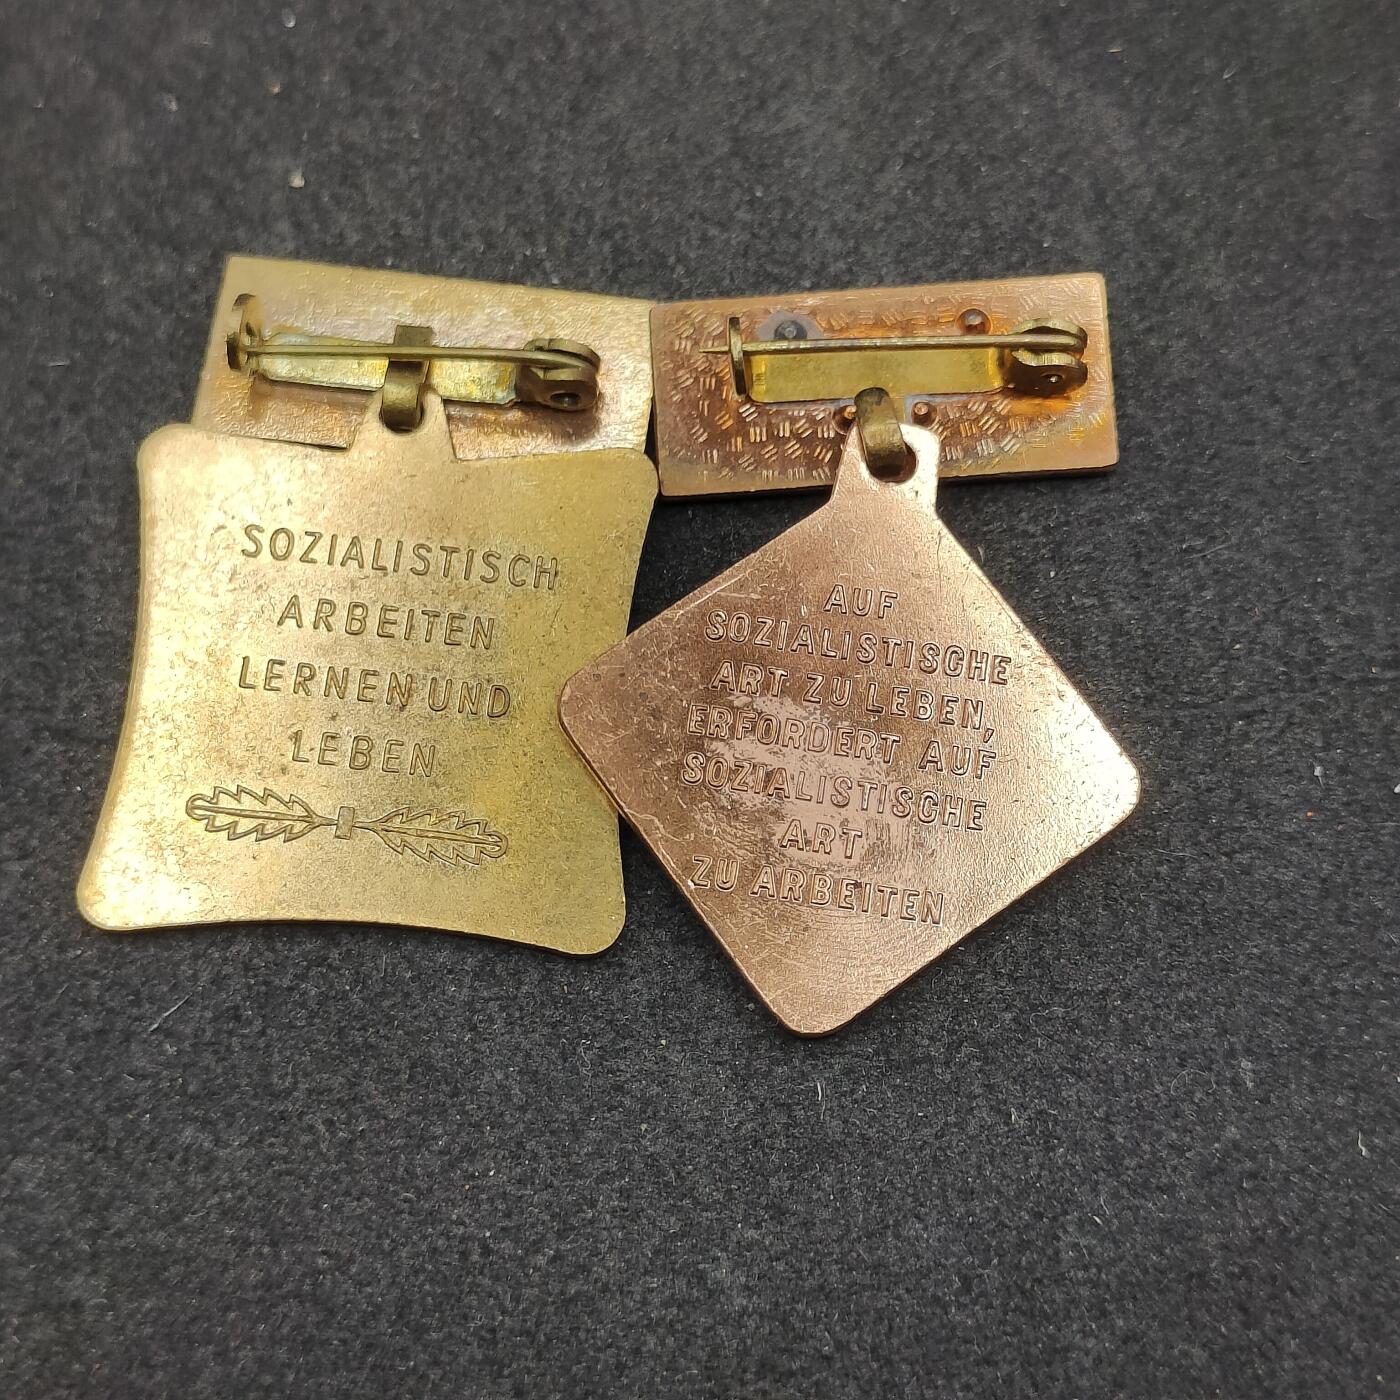 SOZIALISTISCH
ARBEITEN
LERNEN UND
LEBEN
AUF
SOZIALISTISCHE
ART ZU LEBEN,
ERFORDERT AUF
SOZIALISTISCHE
ART
ZU ARBEITEN